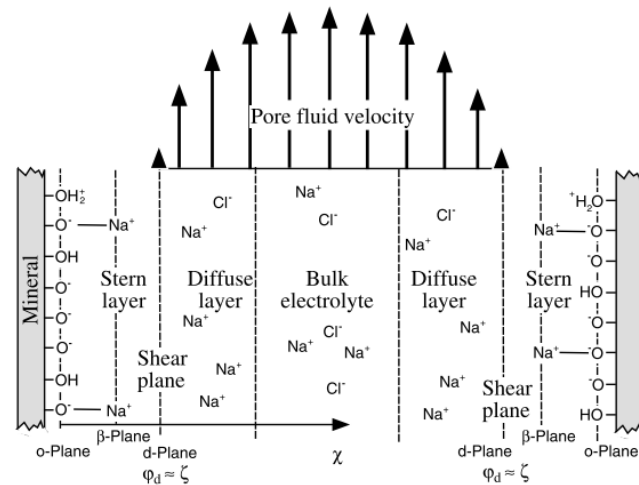 Pore fluid velocity
OH₂⁺ Cl⁻ Na⁺ Cl⁻ ⁺H₂O
O⁻ Na⁺ Na⁺ Cl⁻ Na⁺ Na⁺ ⁻O
OH ⁻O
Mineral
Stern layer
Diffuse layer
Bulk electrolyte
Diffuse layer
Stern layer
O⁻ HO
O⁻ Na⁺ Cl⁻ Na⁺ ⁻O
O⁻ Na⁺ Na⁺ Na⁺ ⁻O
Shear plane
Shear plane
OH Na⁺ Cl⁻ Na⁺ ⁻O
O⁻ Na⁺ Na⁺ Na⁺ HO
β-Plane β-Plane
o-Plane d-Plane χ d-Plane o-Plane
φd ≈ ζ φd ≈ ζ